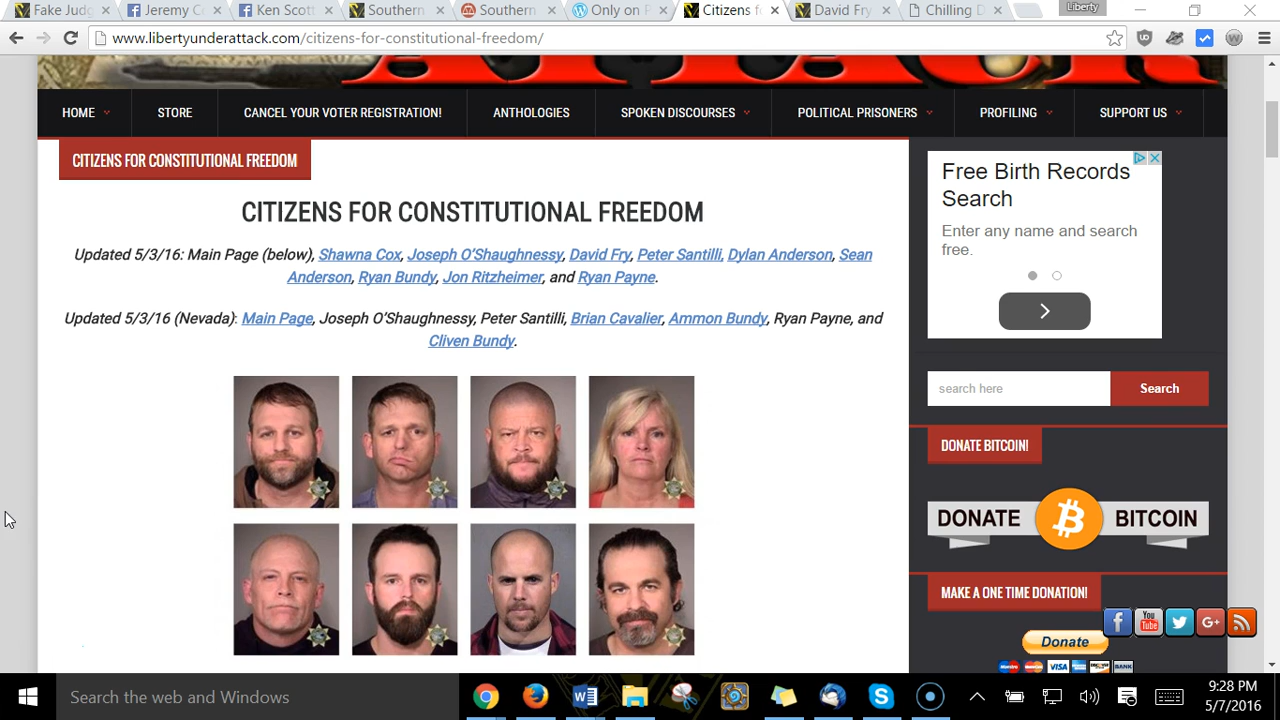 Fake Judg
Jeremy C
Ken Scott
Southern
Southern
Only on P
Citizens fo
David Fry
Chilling D
Liberty
www.libertyunderattack.com/citizens-for-constitutional-freedom/
HOME
STORE
CANCEL YOUR VOTER REGISTRATION!
ANTHOLOGIES
SPOKEN DISCOURSES
POLITICAL PRISONERS
PROFILING
SUPPORT US
CITIZENS FOR CONSTITUTIONAL FREEDOM
CITIZENS FOR CONSTITUTIONAL FREEDOM
Updated 5/3/16: Main Page (below), Shawna Cox, Joseph O'Shaughnessy, David Fry, Peter Santilli, Dylan Anderson, Sean
Anderson, Ryan Bundy, Jon Ritzheimer, and Ryan Payne.
Updated 5/3/16 (Nevada): Main Page, Joseph O'Shaughnessy, Peter Santilli, Brian Cavalier, Ammon Bundy, Ryan Payne, and
Cliven Bundy.
Free Birth Records
Search
Enter any name and search
free.
search here
Search
DONATE BITCOIN!
DONATE BITCOIN
MAKE A ONE TIME DONATION!
Donate
VISA
BANK
You
Tube
G+
Search the web and Windows
9:28 PM
5/7/2016